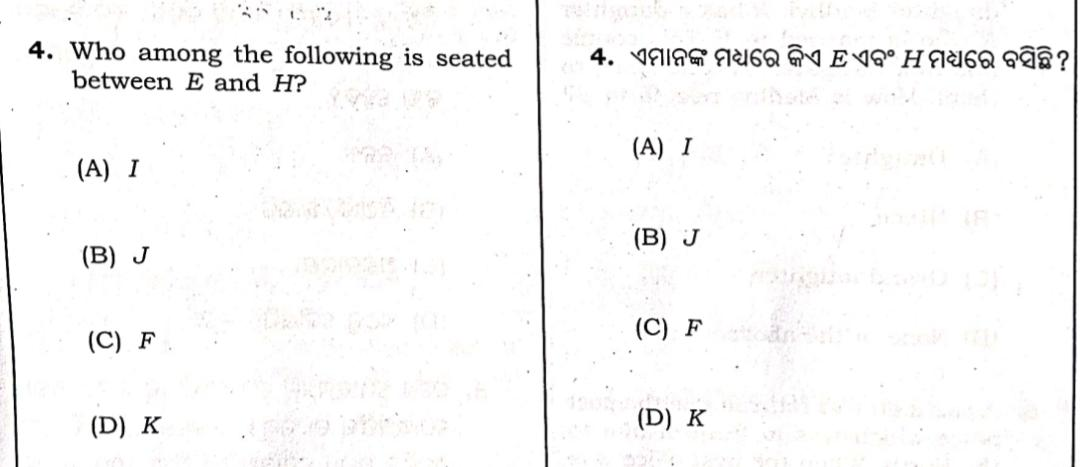 4. Who among the following is seated
between E and H?
(A) I
(B) J
(C) F
(D) K
4. ଏମାନଙ୍କ ମଧ୍ୟରେ କିଏ E ଏବଂ H ମଧ୍ୟରେ ବସିଛି?
(A) I
(B) J
(C) F
(D) K